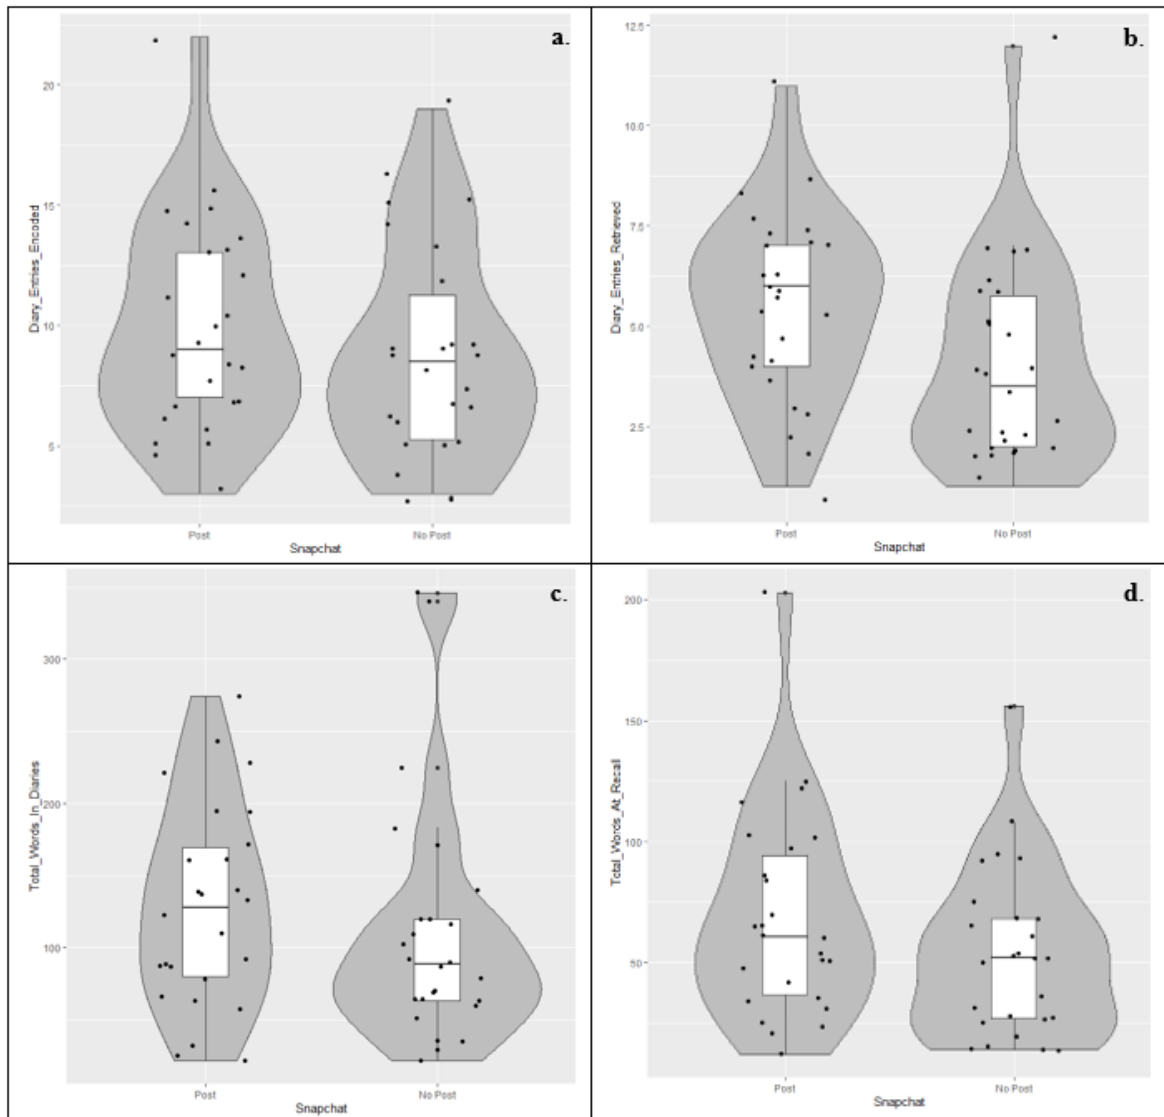 a.
Diary_Entries_Encoded
20
15
10
5
Post
No Post
Snapchat
b.
Diary_Entries_Retrieved
12.5
10.0
7.5
5.0
2.5
Post
No Post
Snapchat
c.
Total_Words_In_Diaries
300
200
100
Post
No Post
Snapchat
d.
Total_Words_At_Recall
200
150
100
50
Post
No Post
Snapchat